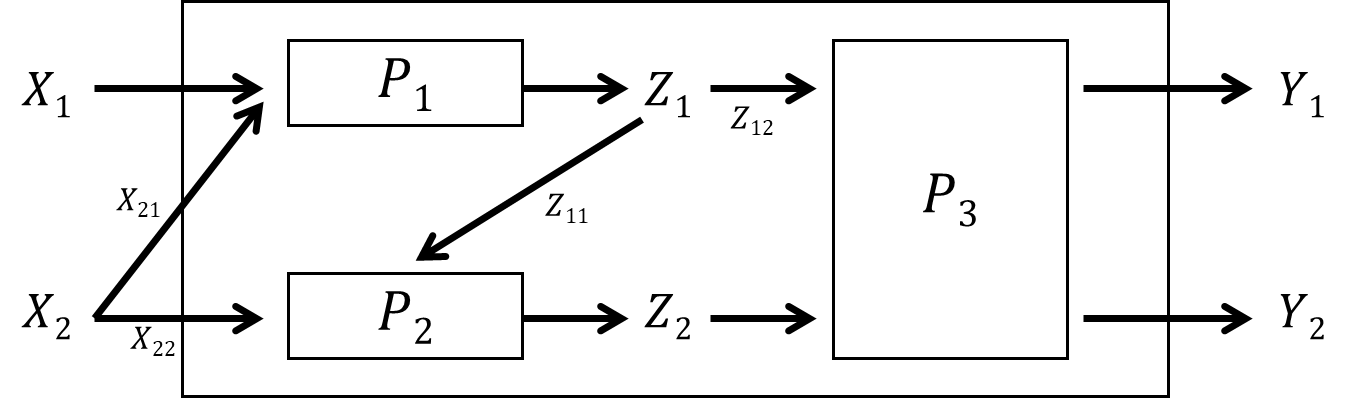 X₁ P₁ Z₁ Z₁₂ Y₁
X₂₁ Z₁₁ P₃
X₂ X₂₂ P₂ Z₂ Y₂